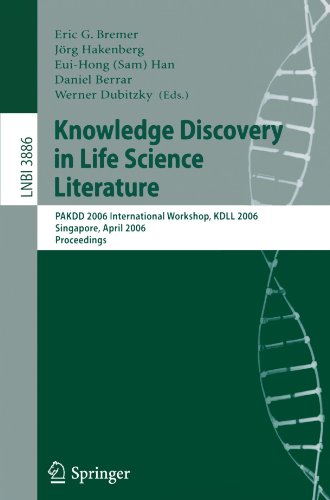 Eric G. Bremer
Jörg Hakenberg
Eui-Hong (Sam) Han
Daniel Berrar
Werner Dubitzky (Eds.)
LNBI 3886
Knowledge Discovery
in Life Science
Literature
PAKDD 2006 International Workshop, KDLL 2006
Singapore, April 2006
Proceedings
Springer